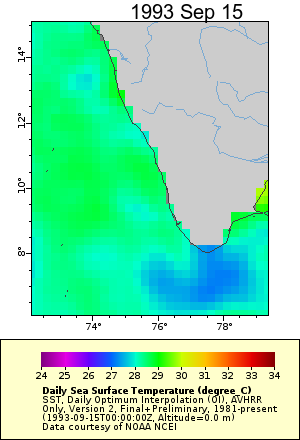 1993 Sep 15
14°
12°
10°
8°
74°
76°
78°
24 25 26 27 28 29 30 31 32 33 34
Daily Sea Surface Temperature (degree_C)
SST, Daily Optimum Interpolation (OI), AVHRR
Only, Version 2, Final+Preliminary, 1981-present
(1993-09-15T00:00:00Z, Altitude=0.0 m)
Data courtesy of NOAA NCEI